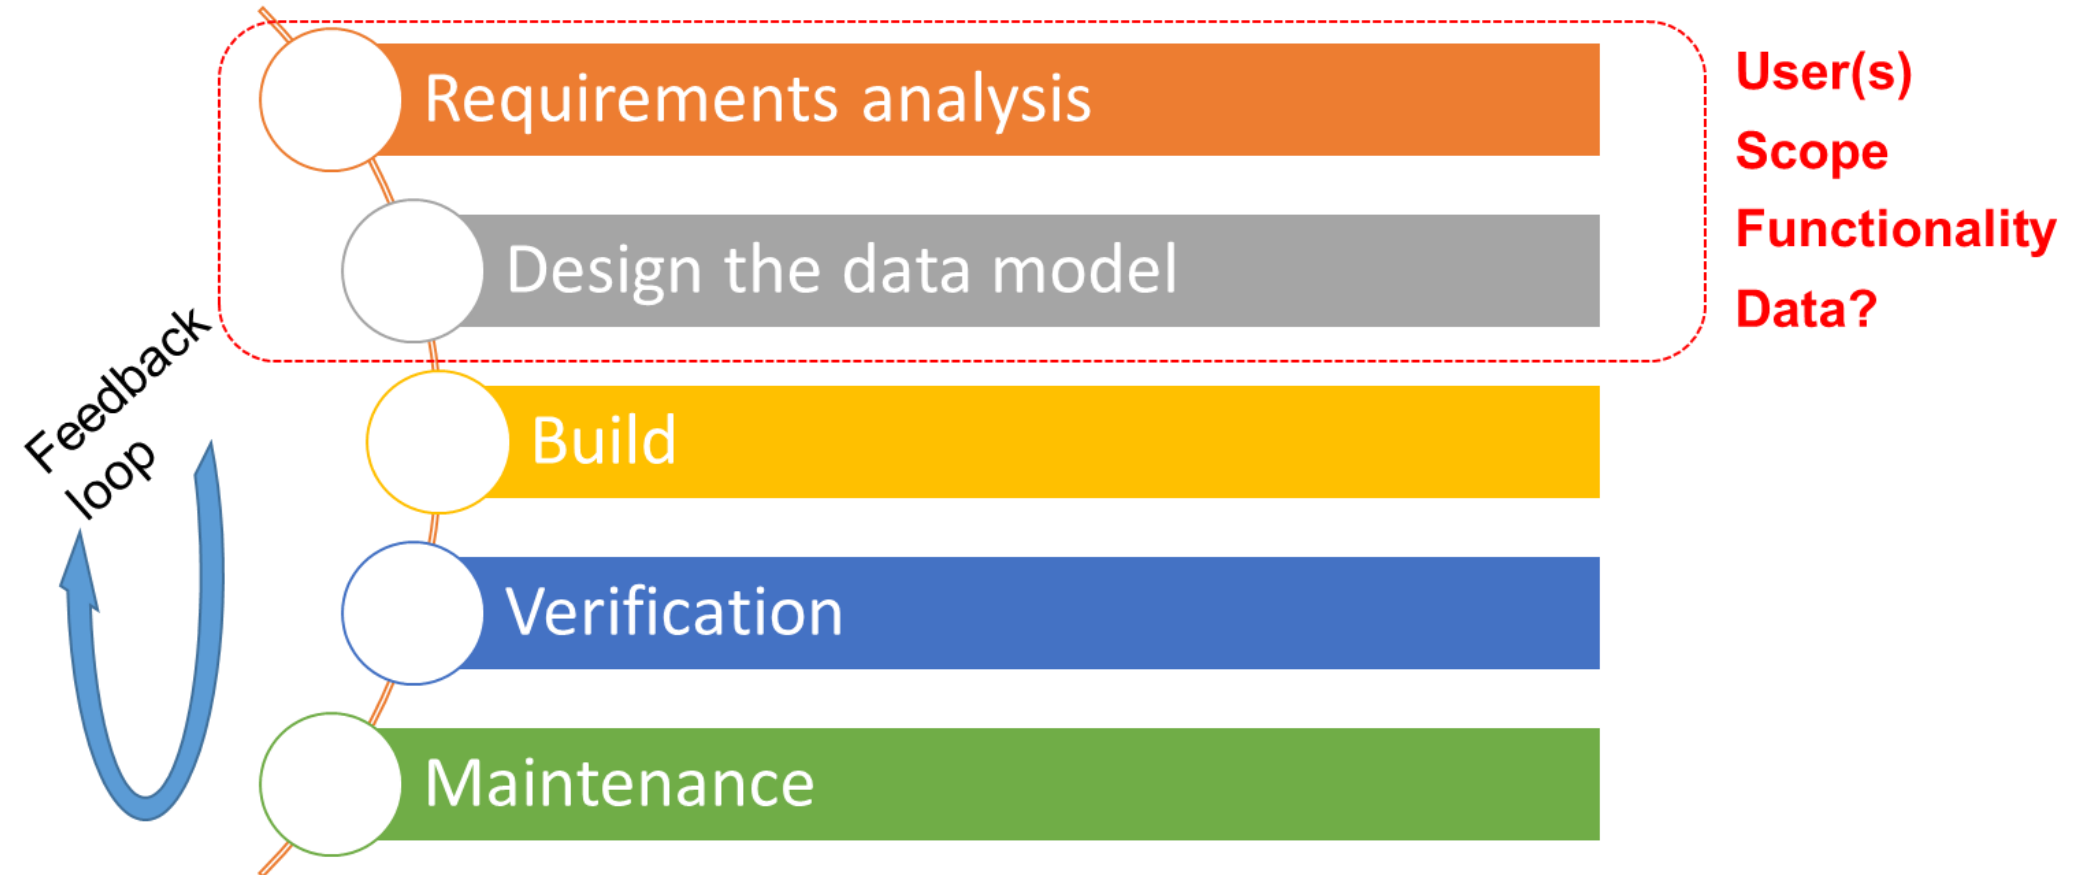 Requirements analysis
Design the data model
Build
Verification
Maintenance
User(s)
Scope
Functionality
Data?
Feedback
loop